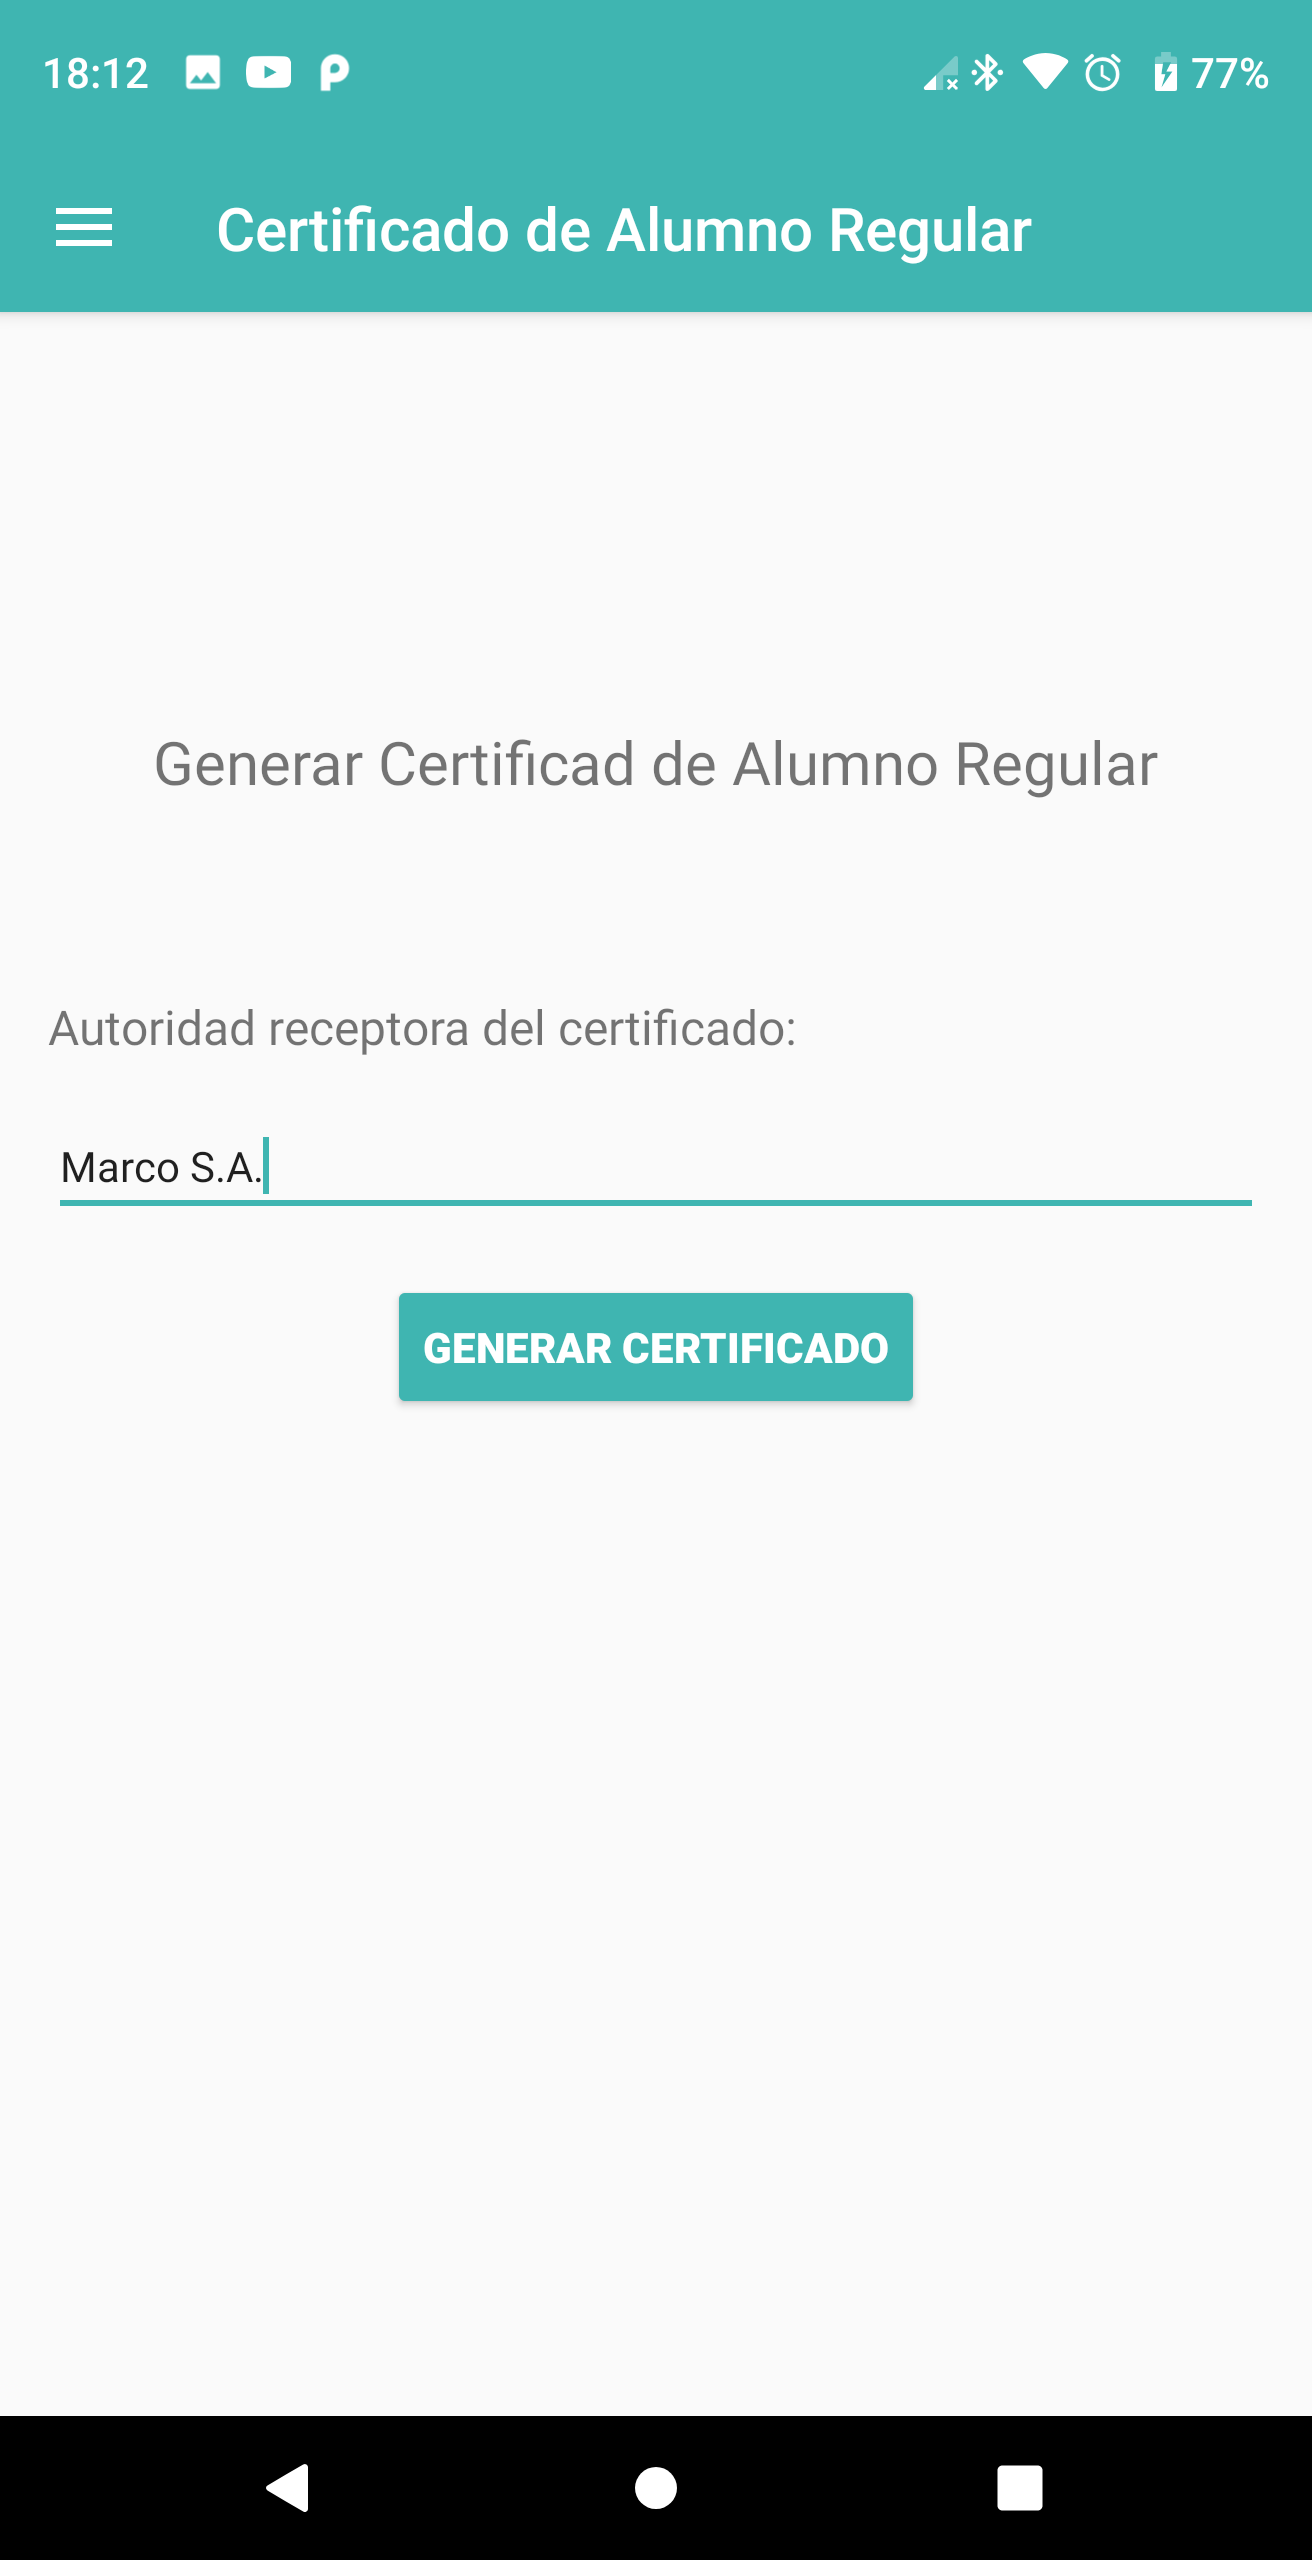 18:12 77%
Certificado de Alumno Regular
Generar Certificad de Alumno Regular
Autoridad receptora del certificado:
Marco S.A.
GENERAR CERTIFICADO